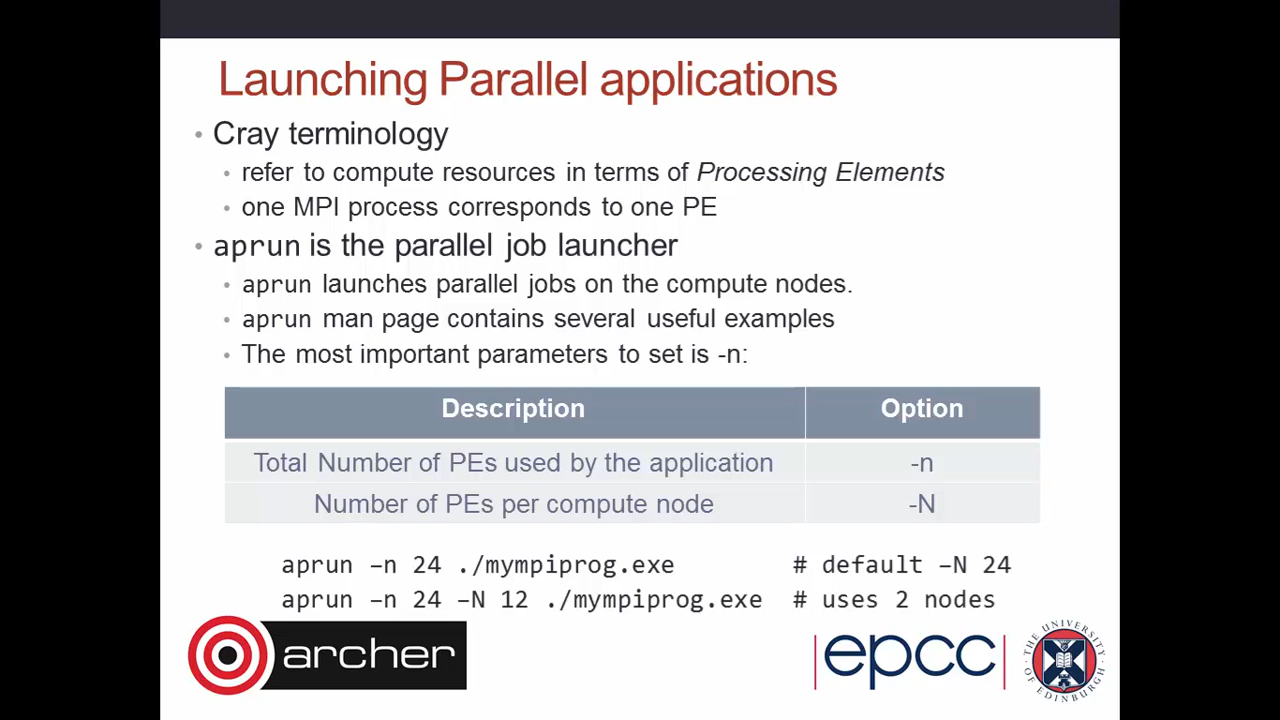 Launching Parallel applications
• Cray terminology
• refer to compute resources in terms of Processing Elements
• one MPI process corresponds to one PE
• aprun is the parallel job launcher
• aprun launches parallel jobs on the compute nodes.
• aprun man page contains several useful examples
• The most important parameters to set is -n:
Description Option
Total Number of PEs used by the application -n
Number of PEs per compute node -N
aprun –n 24 ./mympiprog.exe # default –N 24
aprun –n 24 –N 12 ./mympiprog.exe # uses 2 nodes
archer
epcc
THE UNIVERSITY OF EDINBURGH